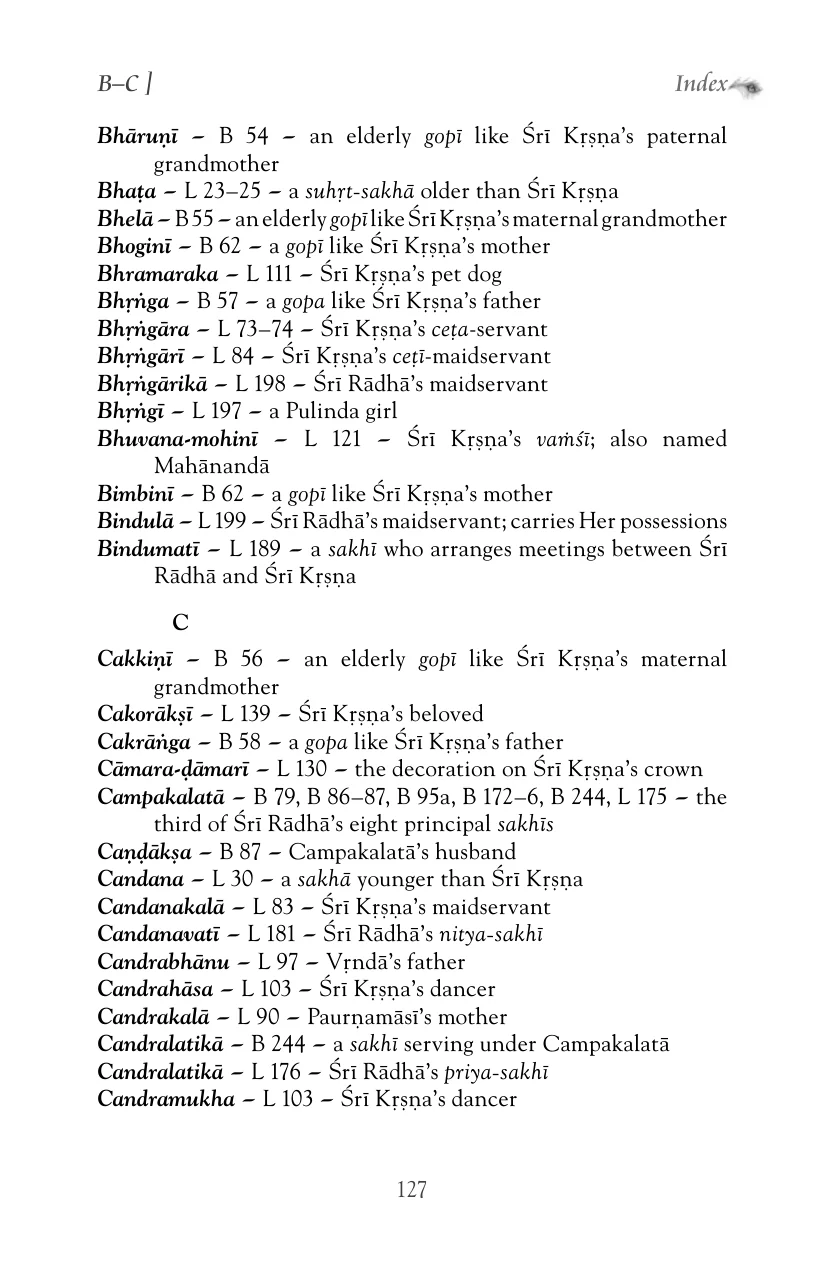 B–C ]
Index
Bhāruṇī – B 54 – an elderly gopī like Śrī Kṛṣṇa’s paternal
grandmother
Bhaṭa – L 23–25 – a suhṛt-sakhā older than Śrī Kṛṣṇa
Bhelā – B 55 – an elderly gopī like Śrī Kṛṣṇa’s maternal grandmother
Bhoginī – B 62 – a gopī like Śrī Kṛṣṇa’s mother
Bhramaraka – L 111 – Śrī Kṛṣṇa’s pet dog
Bhṛṅga – B 57 – a gopa like Śrī Kṛṣṇa’s father
Bhṛṅgāra – L 73–74 – Śrī Kṛṣṇa’s ceṭa-servant
Bhṛṅgārī – L 84 – Śrī Kṛṣṇa’s ceṭī-maidservant
Bhṛṅgārikā – L 198 – Śrī Rādhā’s maidservant
Bhṛṅgī – L 197 – a Pulinda girl
Bhuvana-mohinī – L 121 – Śrī Kṛṣṇa’s vaṁśī; also named
Mahānandā
Bimbinī – B 62 – a gopī like Śrī Kṛṣṇa’s mother
Bindulā – L 199 – Śrī Rādhā’s maidservant; carries Her possessions
Bindumatī – L 189 – a sakhī who arranges meetings between Śrī
Rādhā and Śrī Kṛṣṇa
C
Cakkiṇī – B 56 – an elderly gopī like Śrī Kṛṣṇa’s maternal
grandmother
Cakorākṣī – L 139 – Śrī Kṛṣṇa’s beloved
Cakrāṅga – B 58 – a gopa like Śrī Kṛṣṇa’s father
Cāmara-ḍāmarī – L 130 – the decoration on Śrī Kṛṣṇa’s crown
Campakalatā – B 79, B 86–87, B 95a, B 172–6, B 244, L 175 – the
third of Śrī Rādhā’s eight principal sakhīs
Caṇḍākṣa – B 87 – Campakalatā’s husband
Candana – L 30 – a sakhā younger than Śrī Kṛṣṇa
Candanakalā – L 83 – Śrī Kṛṣṇa’s maidservant
Candanavatī – L 181 – Śrī Rādhā’s nitya-sakhī
Candrabhānu – L 97 – Vṛndā’s father
Candrahāsa – L 103 – Śrī Kṛṣṇa’s dancer
Candrakalā – L 90 – Paurṇamāsī’s mother
Candralatikā – B 244 – a sakhī serving under Campakalatā
Candralatikā – L 176 – Śrī Rādhā’s priya-sakhī
Candramukha – L 103 – Śrī Kṛṣṇa’s dancer
127